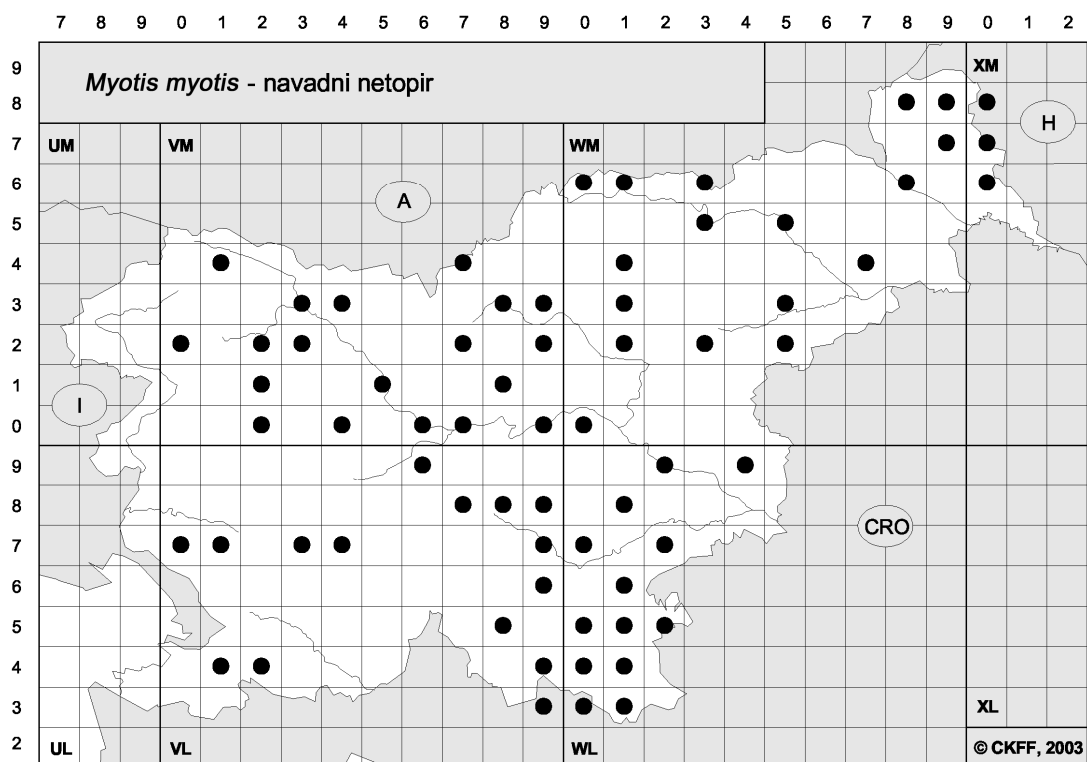 7 8 9 0 1 2 3 4 5 6 7 8 9 0 1 2 3 4 5 6 7 8 9 0 1 2
9 XM
Myotis myotis - navadni netopir
8 H
7 UM VM WM
6
A
5
4
3
2
1
I
0
9
8
CRO
7
6
5
4
3 XL
2 UL VL WL © CKFF, 2003